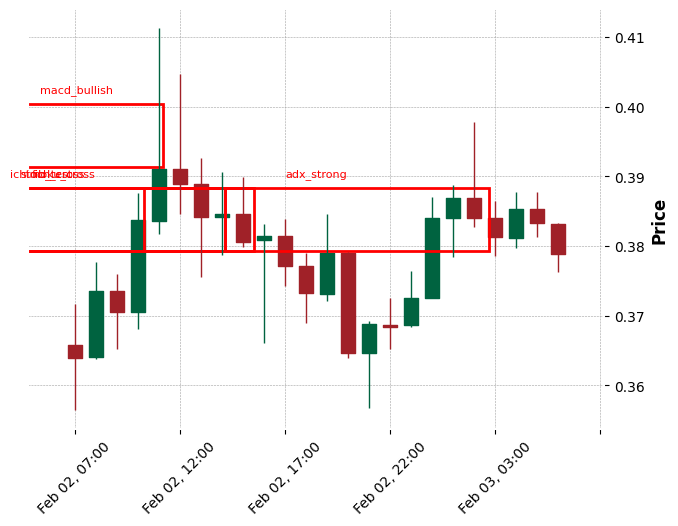 0.41
macd_bullish
0.40
adx_strong
0.39
Price
0.38
0.37
0.36
Feb 02, 07:00
Feb 02, 12:00
Feb 02, 17:00
Feb 02, 22:00
Feb 03, 03:00